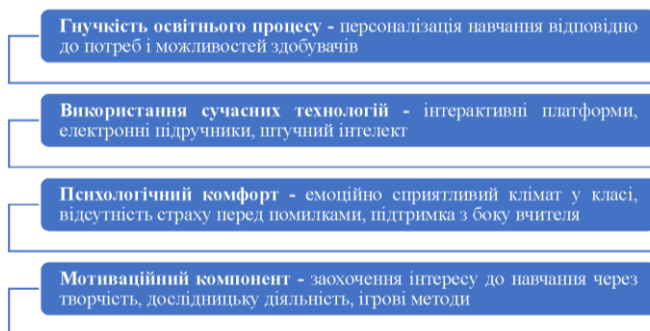 Гнучкість освітнього процесу - персоналізація навчання відповідно
до потреб і можливостей здобувачів
Використання сучасних технологій - інтерактивні платформи,
електронні підручники, штучний інтелект
Психологічний комфорт - емоційно сприятливий клімат у класі,
відсутність страху перед помилками, підтримка з боку вчителя
Мотиваційний компонент - заохочення інтересу до навчання через
творчість, дослідницьку діяльність, ігрові методи